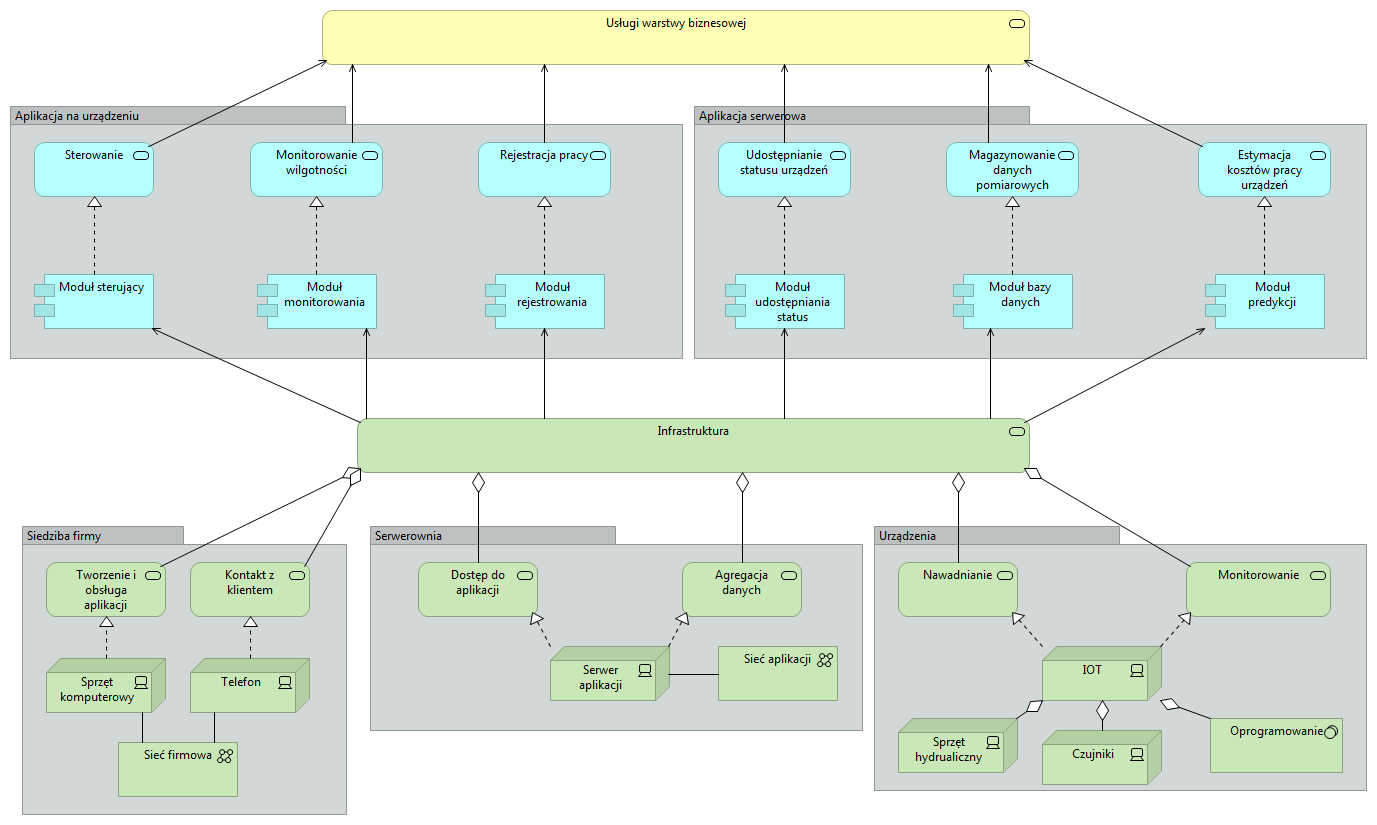 Usługi warstwy biznesowej
Aplikacja na urządzeniu
Aplikacja serwerowa
Sterowanie
Monitorowanie
wilgotności
Rejestracja pracy
Udostępnianie
statusu urządzeń
Magazynowanie
danych
pomiarowych
Estymacja
kosztów pracy
urządzeń
Moduł sterujący
Moduł
monitorowania
Moduł
rejestrowania
Moduł
udostępniania
status
Moduł bazy
danych
Moduł
predykcji
Infrastruktura
Siedziba firmy
Serwerownia
Urządzenia
Tworzenie i
obsługa
aplikacji
Kontakt z
klientem
Dostęp do
aplikacji
Agregacja
danych
Nawadnianie
Monitorowanie
Sprzęt
komputerowy
Telefon
Serwer
aplikacji
Sieć aplikacji
IOT
Sieć firmowa
Sprzęt
hydrualiczny
Czujniki
Oprogramowanie